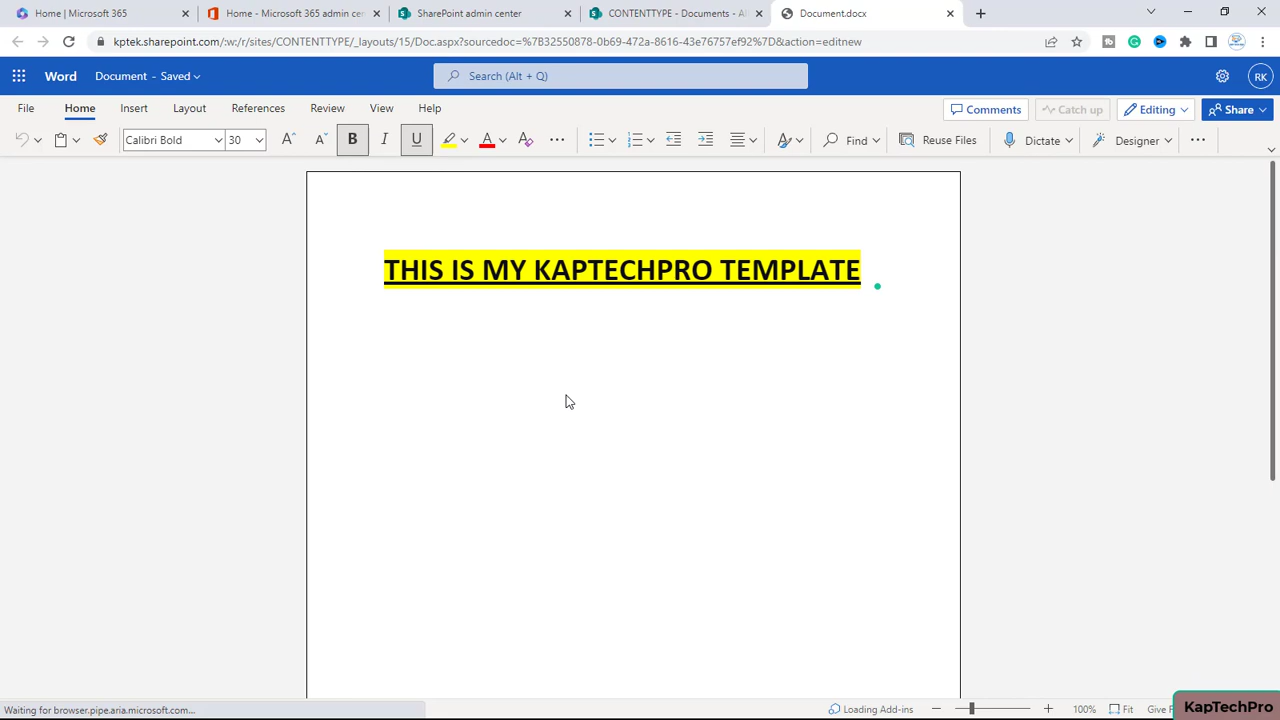 Home | Microsoft 365
Home - Microsoft 365 admin cen
SharePoint admin center
CONTENTTYPE - Documents - Al
Document.docx
kptek.sharepoint.com/:w:/r/sites/CONTENTTYPE/_layouts/15/Doc.aspx?sourcedoc=%7B32550878-0b69-472a-8616-43e76757ef92%7D&action=editnew
Word
Document - Saved
Search (Alt + Q)
RK
File
Home
Insert
Layout
References
Review
View
Help
Comments
Catch up
Editing
Share
Calibri Bold
30
B
I
U
A
Find
Reuse Files
Dictate
Designer
THIS IS MY KAPTECHPRO TEMPLATE
Waiting for browser.pipe.aria.microsoft.com...
Loading Add-ins
100%
Fit
Give F
KapTechPro